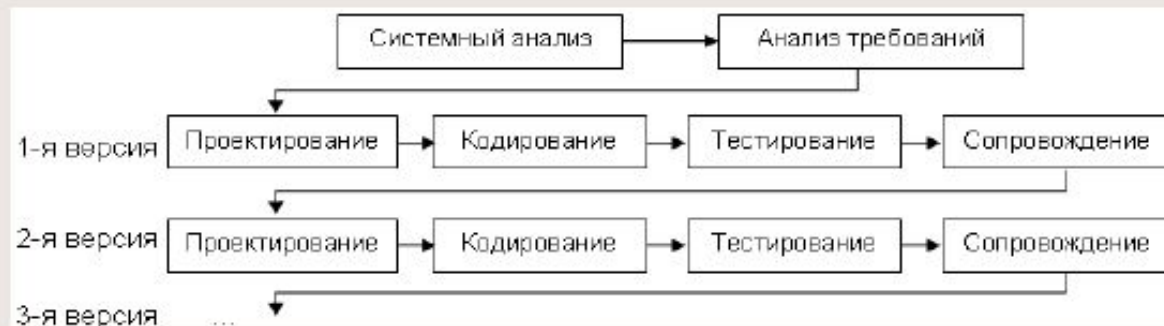 Системный анализ Анализ требований
1-я версия Проектирование Кодирование Тестирование Сопровождение
2-я версия Проектирование Кодирование Тестирование Сопровождение
3-я версия ...